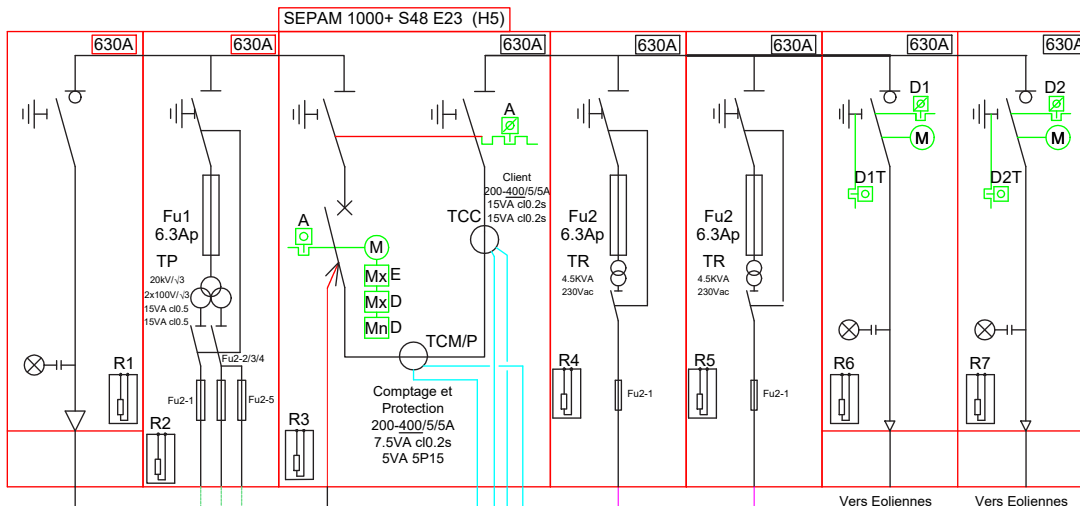 SEPAM 1000+ S48 E23 (H5)
630A
630A
630A
630A
630A
630A
630A
A
D1
D2
M
M
D1T
D2T
Client
200-400/5/5A
15VA cl0.2s
15VA cl0.2s
TCC
Fu1
6.3Ap
TP
20kV/√3
2x100V/√3
15VA cl0.5
15VA cl0.5
A
M
Mx E
Mx D
Mn D
TCM/P
Fu2
6.3Ap
TR
4.5KVA
230Vac
Fu2
6.3Ap
TR
4.5KVA
230Vac
R1
Fu2-2/3/4
Fu2-1
Fu2-5
R2
R3
Comptage et
Protection
200-400/5/5A
7.5VA cl0.2s
5VA 5P15
R4
Fu2-1
R5
Fu2-1
R6
R7
Vers Eoliennes
Vers Eoliennes